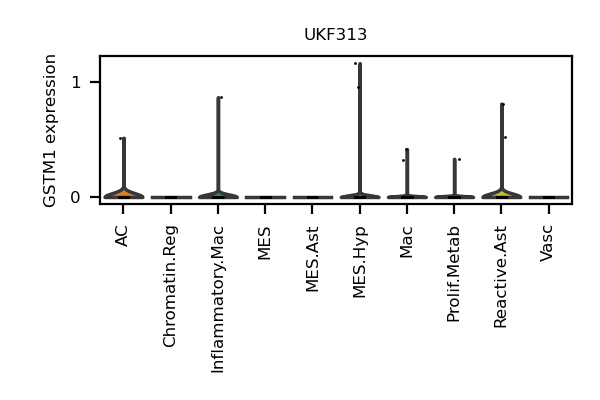 UKF313
GSTM1 expression
1
0
AC
Chromatin.Reg
Inflammatory.Mac
MES
MES.Ast
MES.Hyp
Mac
Prolif.Metab
Reactive.Ast
Vasc